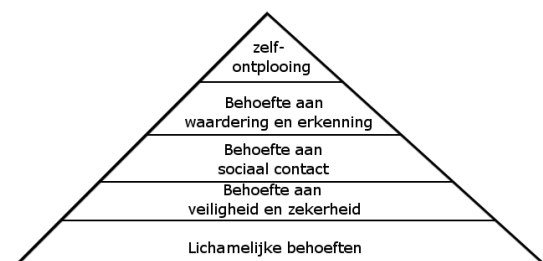 zelf-
ontplooing
Behoefte aan
waardering en erkenning
Behoefte aan
sociaal contact
Behoefte aan
veiligheid en zekerheid
Lichamelijke behoeften